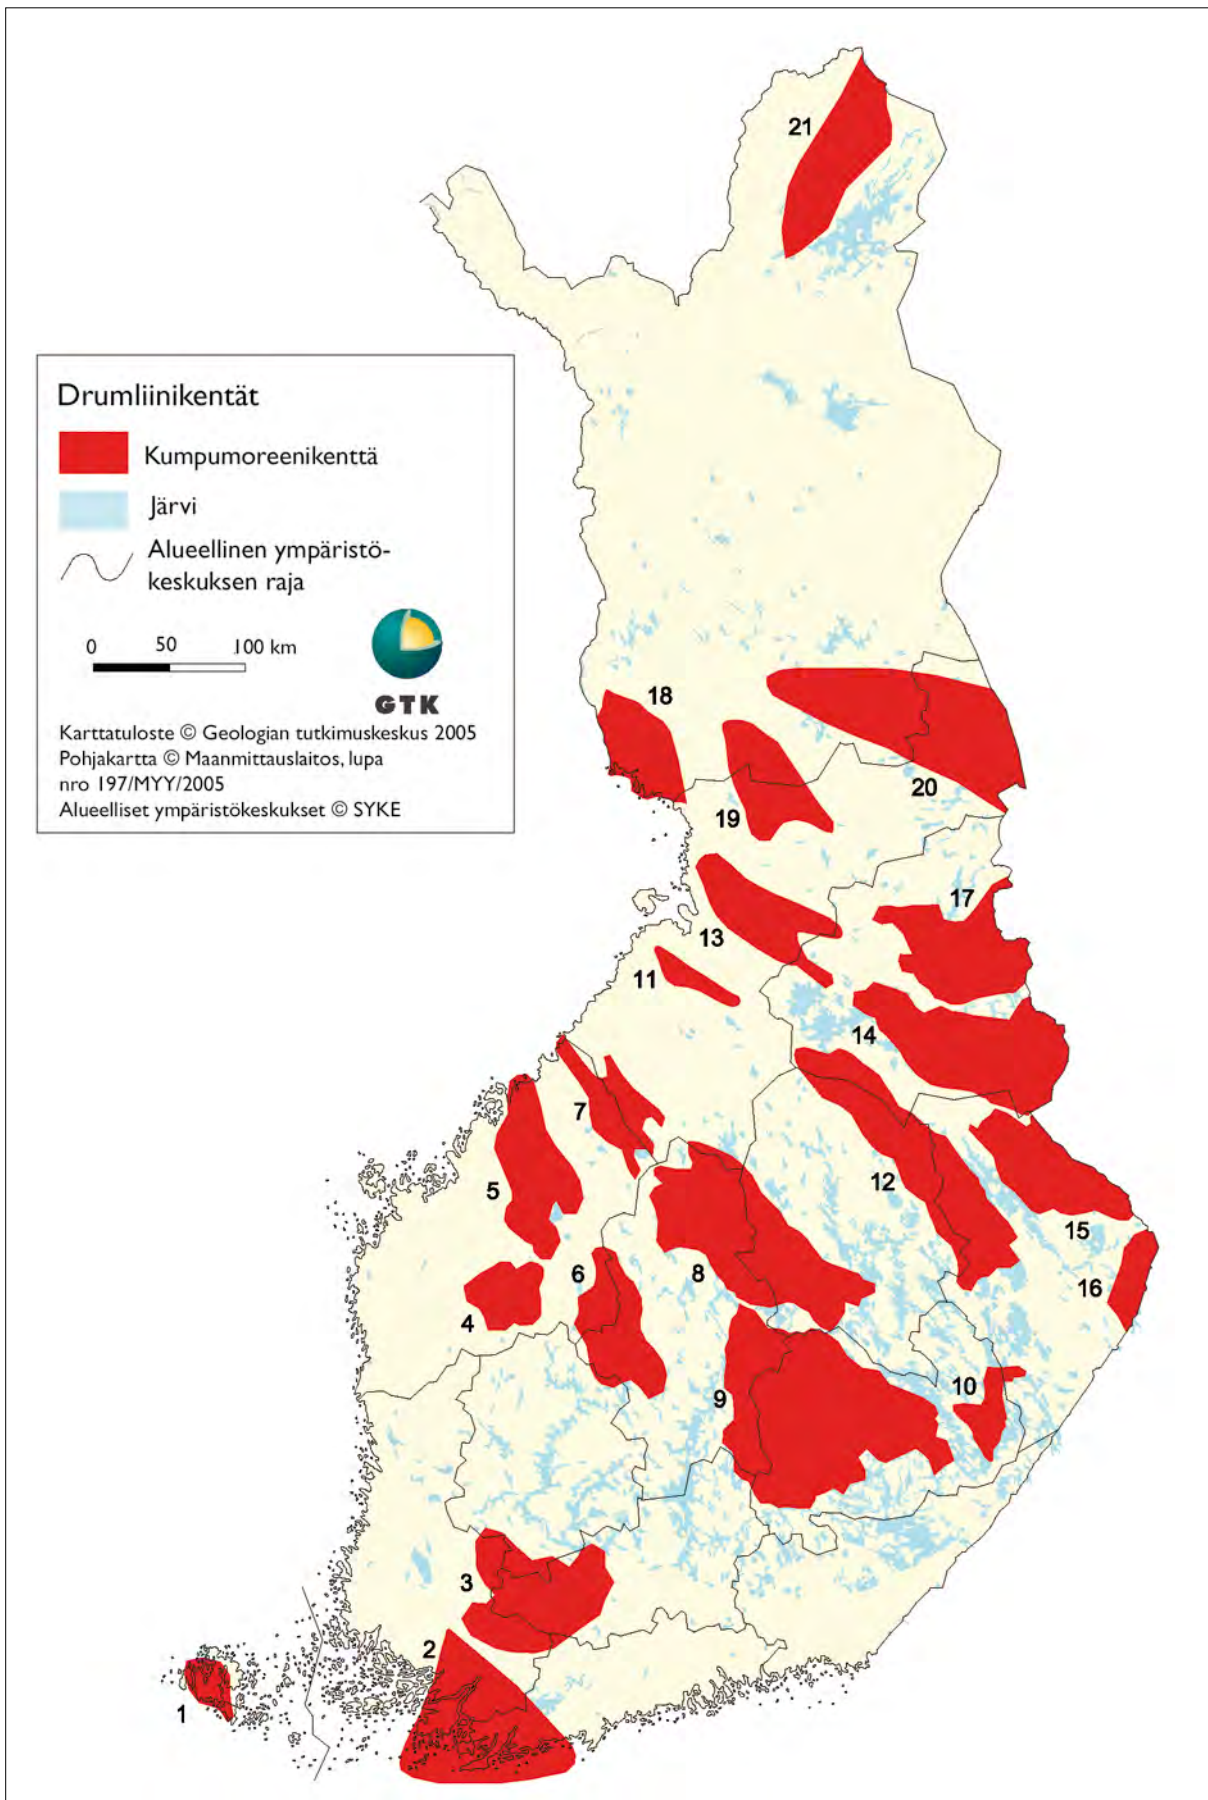 Drumliinikentät
Kumpumoreenikenttä
Järvi
Alueellinen ympäristö-
keskuksen raja
0 50 100 km
GTK
Karttatuloste © Geologian tutkimuskeskus 2005
Pohjakartta © Maanmittauslaitos, lupa
nro 197/MYY/2005
Alueelliset ympäristökeskukset © SYKE
21
18
20
19
17
13
11
14
7
12
5
15
6
8
16
4
10
9
3
2
1